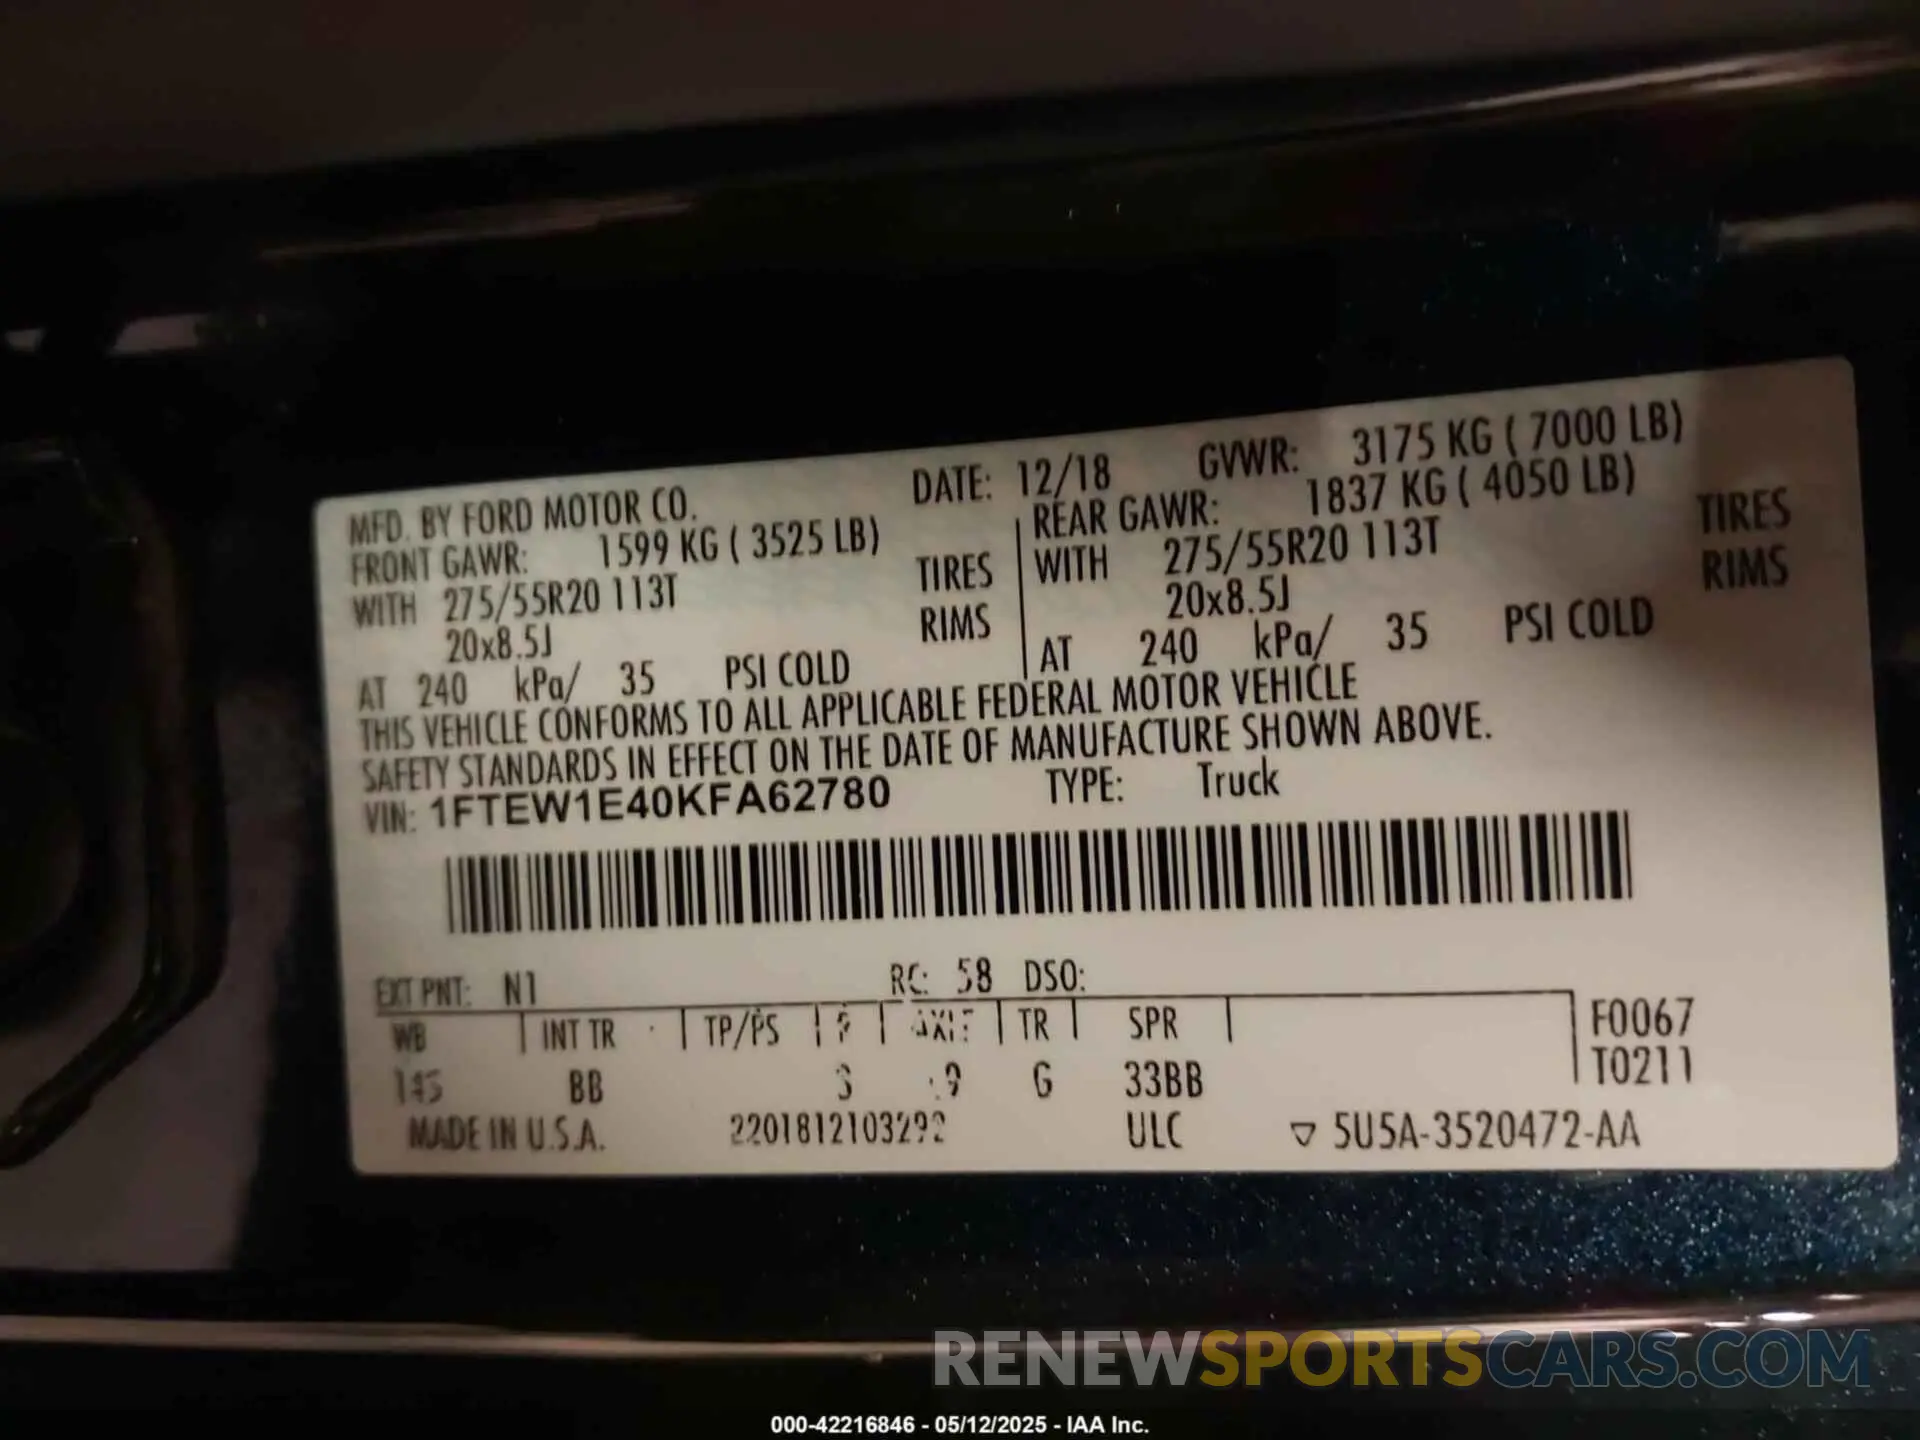 MFD. BY FORD MOTOR CO. DATE: 12/18 GVWR: 3175 KG ( 7000 LB)
FRONT GAWR: 1599 KG ( 3525 LB) REAR GAWR: 1837 KG ( 4050 LB)
WITH 275/55R20 113T TIRES WITH 275/55R20 113T TIRES
20x8.5J RIMS 20x8.5J RIMS
AT 240 kPa/ 35 PSI COLD AT 240 kPa/ 35 PSI COLD
THIS VEHICLE CONFORMS TO ALL APPLICABLE FEDERAL MOTOR VEHICLE
SAFETY STANDARDS IN EFFECT ON THE DATE OF MANUFACTURE SHOWN ABOVE.
VIN: 1FTEW1E40KFA62780 TYPE: Truck
EXT PNT: N1 RC: 58 DSO:
WB INT TR TP/PS TR SPR F0067
T0211
145 BB G 33BB
MADE IN U.S.A. 2201812103292 ULC ▽ 5U5A-3520472-AA
RENEWSPORTSCARS.COM
000-42216846 - 05/12/2025 - IAA Inc.